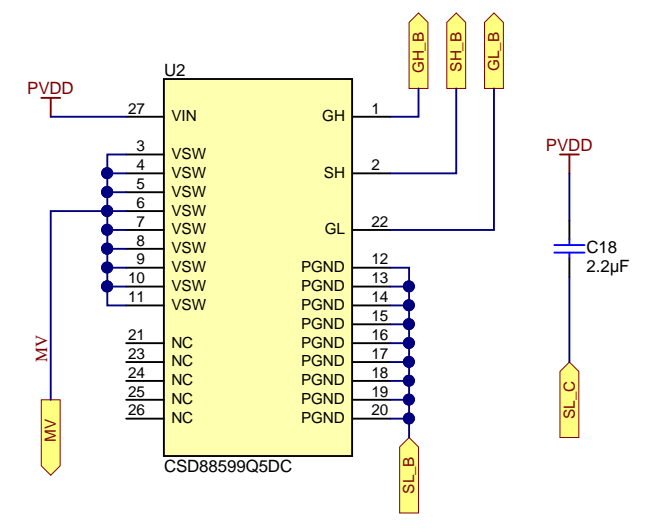 GH_B
SH_B
GL_B
U2
PVDD
27 VIN
GH 1
3 VSW
4 VSW
SH 2
5 VSW
6 VSW
7 VSW
GL 22
8 VSW
9 VSW
PGND 12
10 VSW
PGND 13
11 VSW
PGND 14
PGND 15
21 NC
PGND 16
23 NC
PGND 17
24 NC
PGND 18
25 NC
PGND 19
26 NC
PGND 20
MV
MV
SL_B
CSD88599Q5DC
PVDD
C18
2.2µF
SL_C